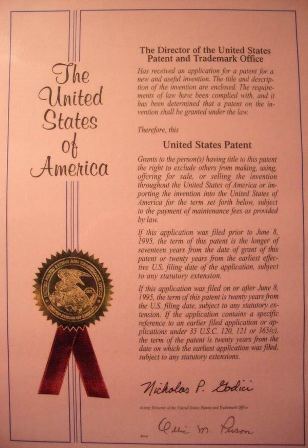 The
United
States
of
America
The Director of the United States
Patent and Trademark Office
Has received an application for a patent for a
new and useful invention. The title and descrip-
tion of the invention are enclosed. The require-
ments of law have been complied with, and it
has been determined that a patent on the in-
vention shall be granted under the law.
Therefore, this
United States Patent
Grants to the person(s) having title to this patent
the right to exclude others from making, using,
offering for sale, or selling the invention
throughout the United States of America or im-
porting the invention into the United States of
America for the term set forth below, subject
to the payment of maintenance fees as provided
by law.
If this application was filed prior to June 8,
1995, the term of this patent is the longer of
seventeen years from the date of grant of this
patent or twenty years from the earliest effec-
tive U.S. filing date of the application, subject
to any statutory extension.
If this application was filed on or after June 8,
1995, the term of this patent is twenty years from
the U.S. filing date, subject to any statutory ex-
tension. If the application contains a specific
reference to an earlier filed application or ap-
plications under 35 U.S.C. 120, 121 or 365(c),
the term of the patent is twenty years from the
date on which the earliest application was filed,
subject to any statutory extensions.
Nicholas P. Godici
Acting Director of the United States Patent and Trademark Office